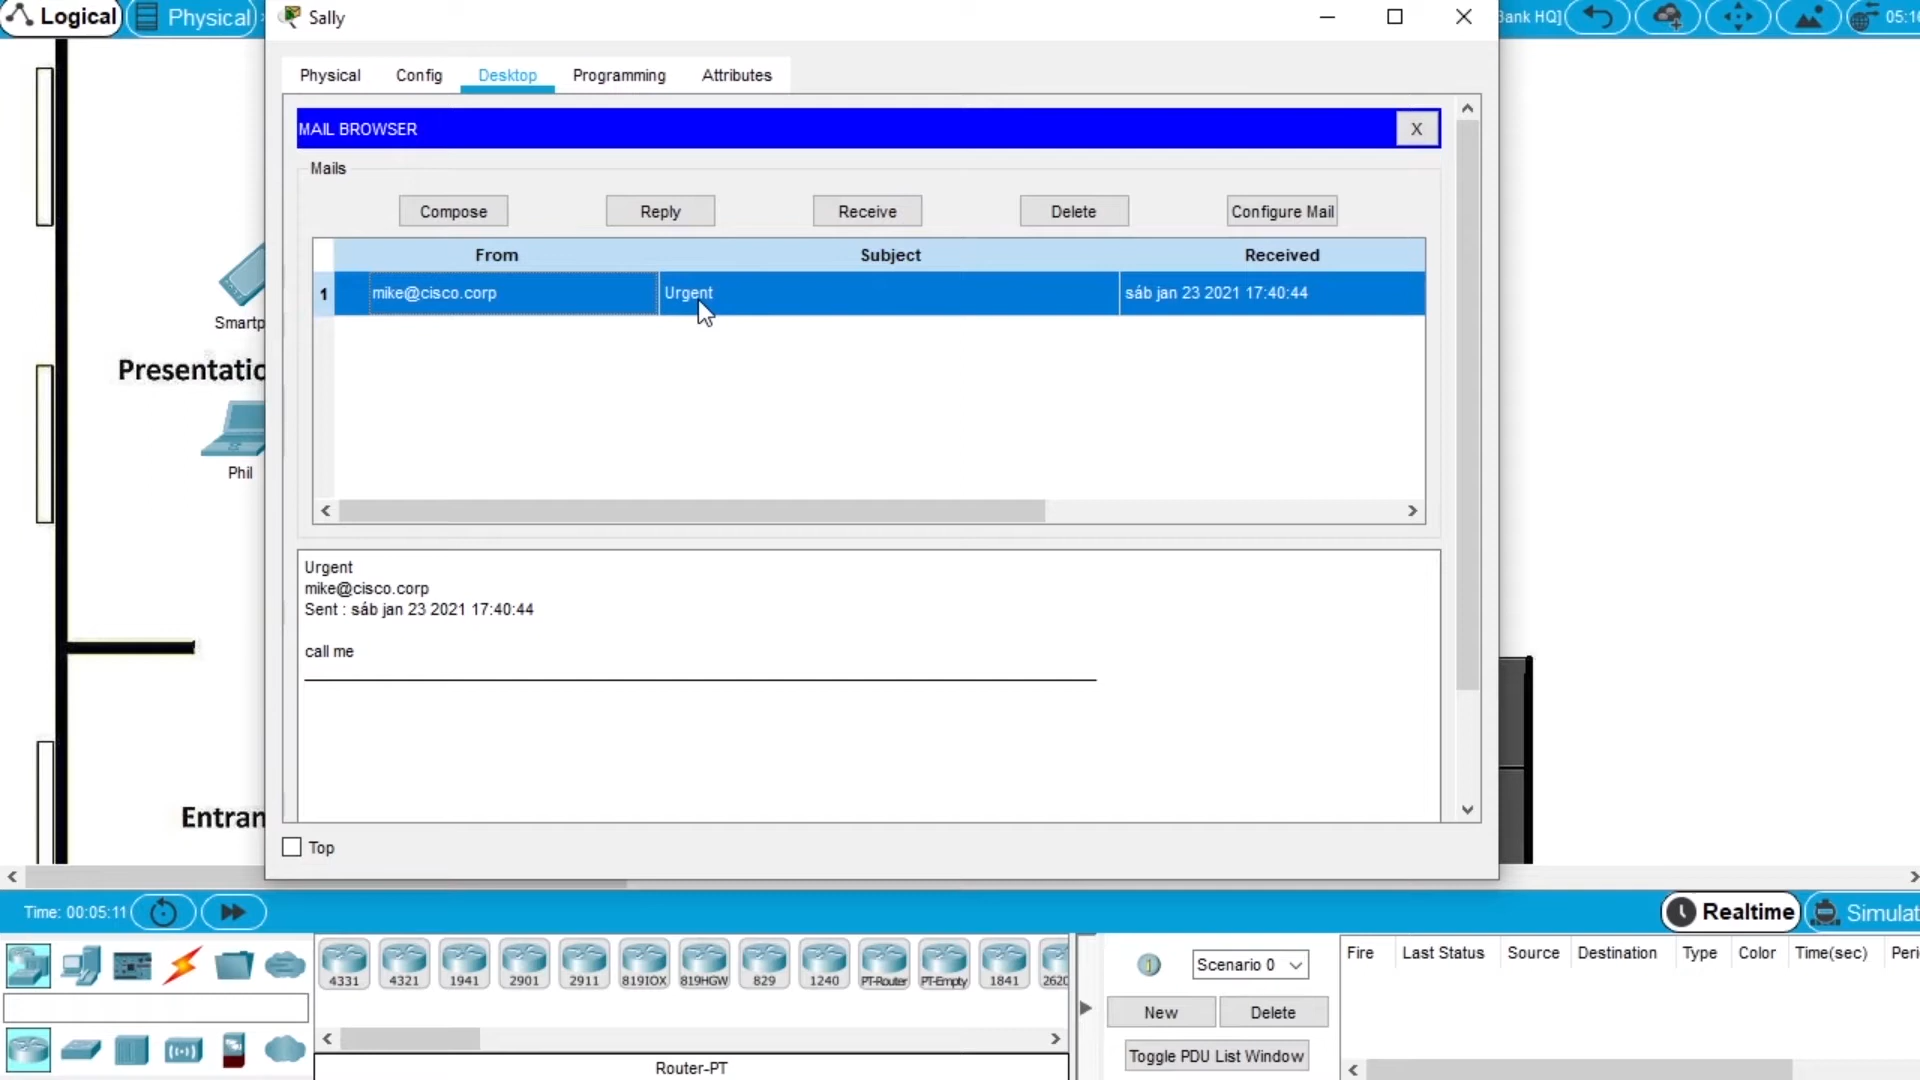 Logical
Physical
Sally
Bank HQ]
Physical
Config
Desktop
Programming
Attributes
MAIL BROWSER
X
Mails
Compose
Reply
Receive
Delete
Configure Mail
From
Subject
Received
1
mike@cisco.corp
Urgent
sáb jan 23 2021 17:40:44
Smartp
Presentatic
Phil
Entran
Urgent
mike@cisco.corp
Sent : sáb jan 23 2021 17:40:44
call me
Top
Time: 00:05:11
Realtime
Simulat
4331
4321
1941
2901
2911
819IOX
819HGW
829
1240
PT-Router
PT-Empty
1841
2620
Router-PT
Scenario 0
New
Delete
Toggle PDU List Window
Fire
Last Status
Source
Destination
Type
Color
Time(sec)
Peri